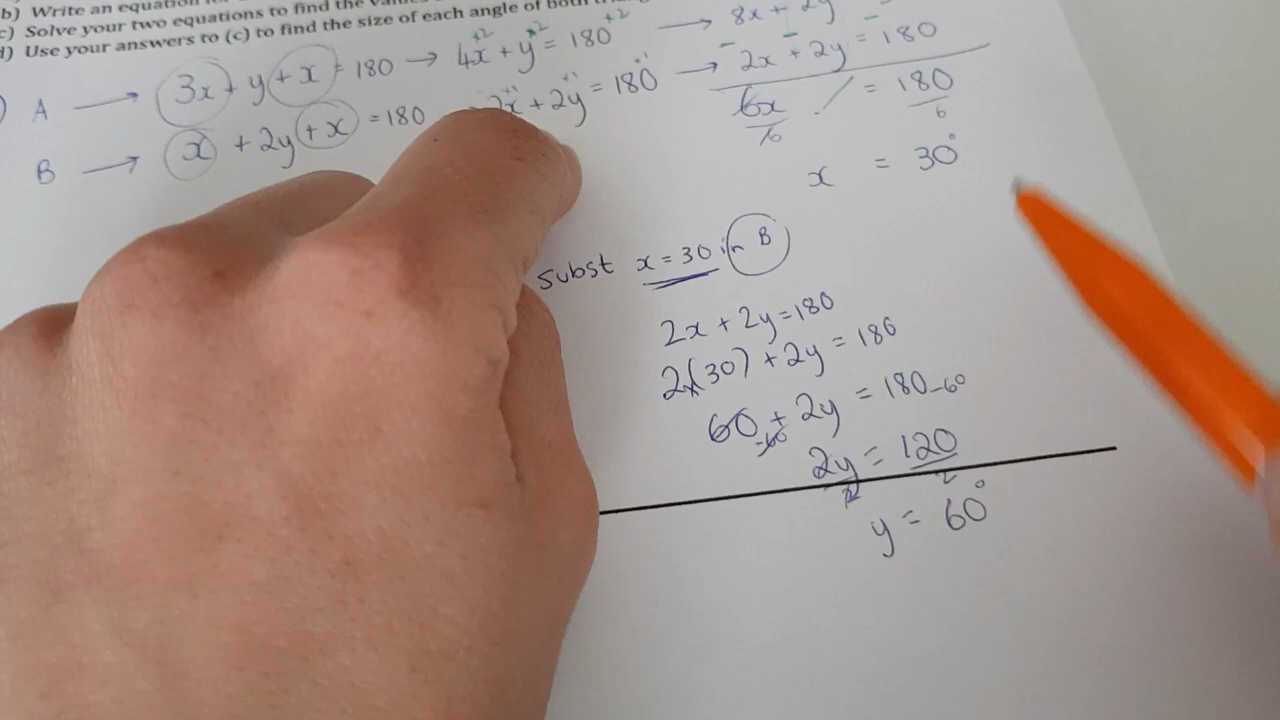 b) Write an equation
c) Solve your two equations to find the
d) Use your answers to (c) to find the size of each angle of both
A → 3x + y + x = 180 → 4x + y = 180 → 8x + 2y
B → x + 2y + x = 180 2x + 2y = 180 → 2x + 2y = 180
6x = 180
6
x = 30°
subst x = 30 in B
2x + 2y = 180
2(30) + 2y = 180
60 + 2y = 180 - 60
-60
2y = 120
2 2
y = 60°